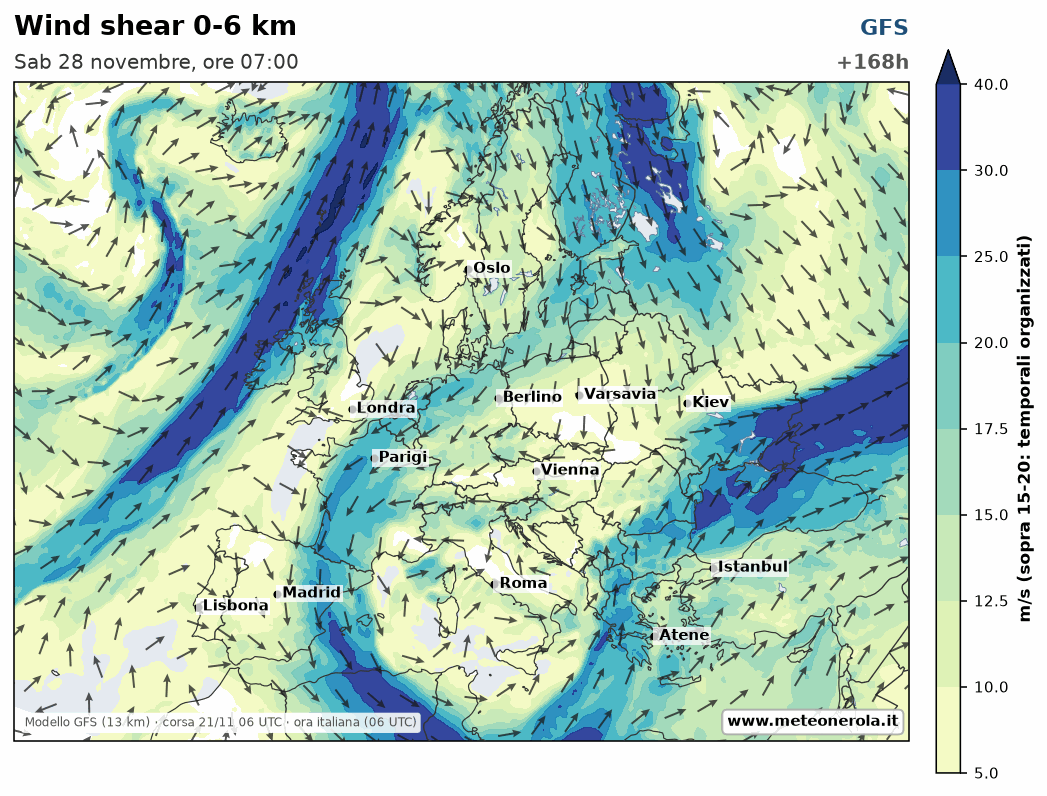 Wind shear 0-6 km
GFS
Sab 28 novembre, ore 07:00
+168h
40.0
30.0
25.0
20.0
17.5
15.0
12.5
10.0
5.0
m/s (sopra 15-20: temporali organizzati)
Oslo
Berlino
Varsavia
Kiev
Londra
Parigi
Vienna
Istanbul
Roma
Madrid
Lisbona
Atene
Modello GFS (13 km) · corsa 21/11 06 UTC · ora italiana (06 UTC)
www.meteonerola.it